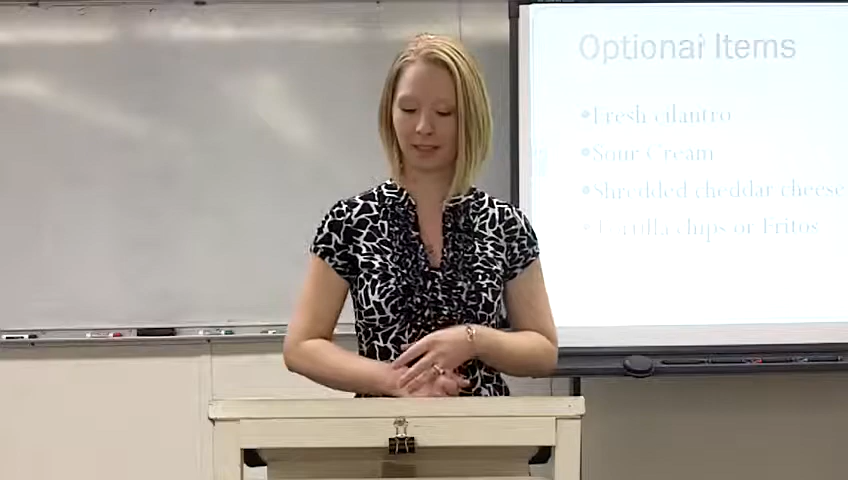 Optional Items
Fresh cilantro
Sour Cream
Shredded cheddar cheese
Tortilla chips or Fritos